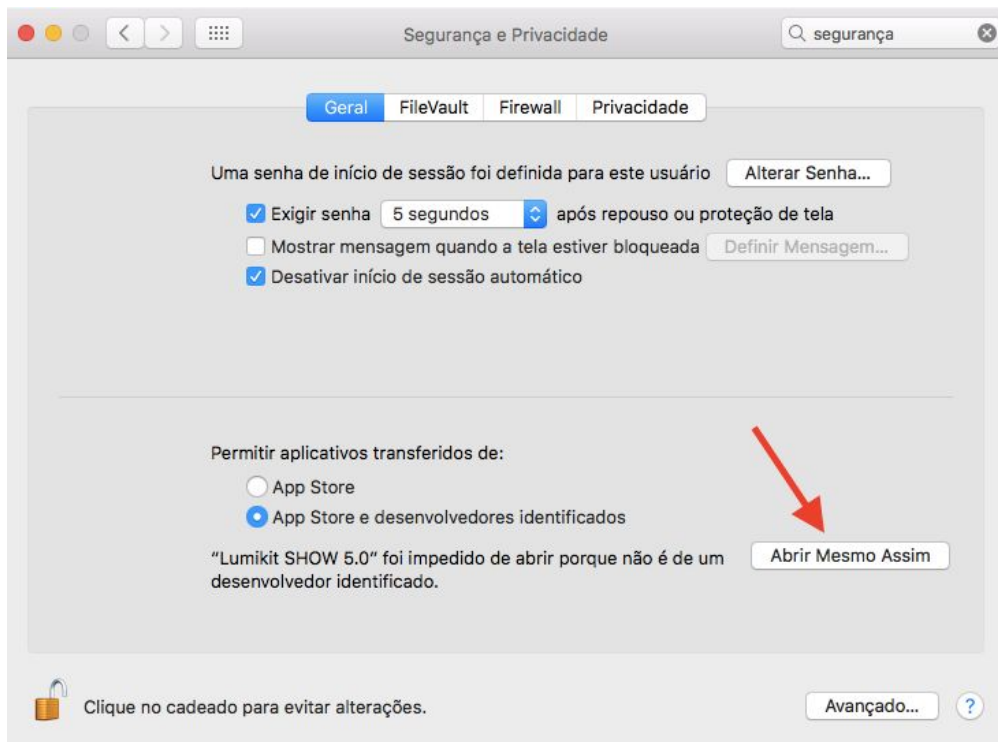 Segurança e Privacidade
segurança
Geral
FileVault
Firewall
Privacidade
Uma senha de início de sessão foi definida para este usuário
Alterar Senha...
Exigir senha
5 segundos
após repouso ou proteção de tela
Mostrar mensagem quando a tela estiver bloqueada
Definir Mensagem...
Desativar início de sessão automático
Permitir aplicativos transferidos de:
App Store
App Store e desenvolvedores identificados
“Lumikit SHOW 5.0” foi impedido de abrir porque não é de um
desenvolvedor identificado.
Abrir Mesmo Assim
Clique no cadeado para evitar alterações.
Avançado...
?